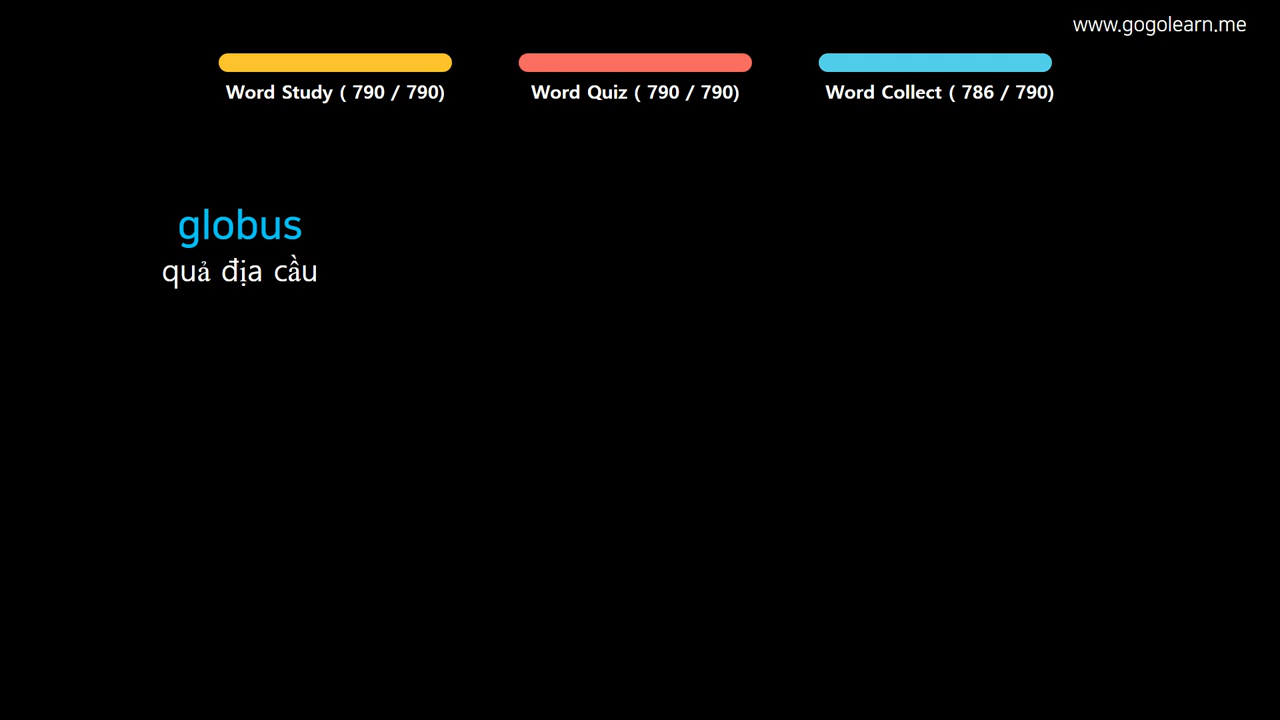 www.gogolearn.me
Word Study ( 790 / 790)
Word Quiz ( 790 / 790)
Word Collect ( 786 / 790)
globus
quả địa cầu